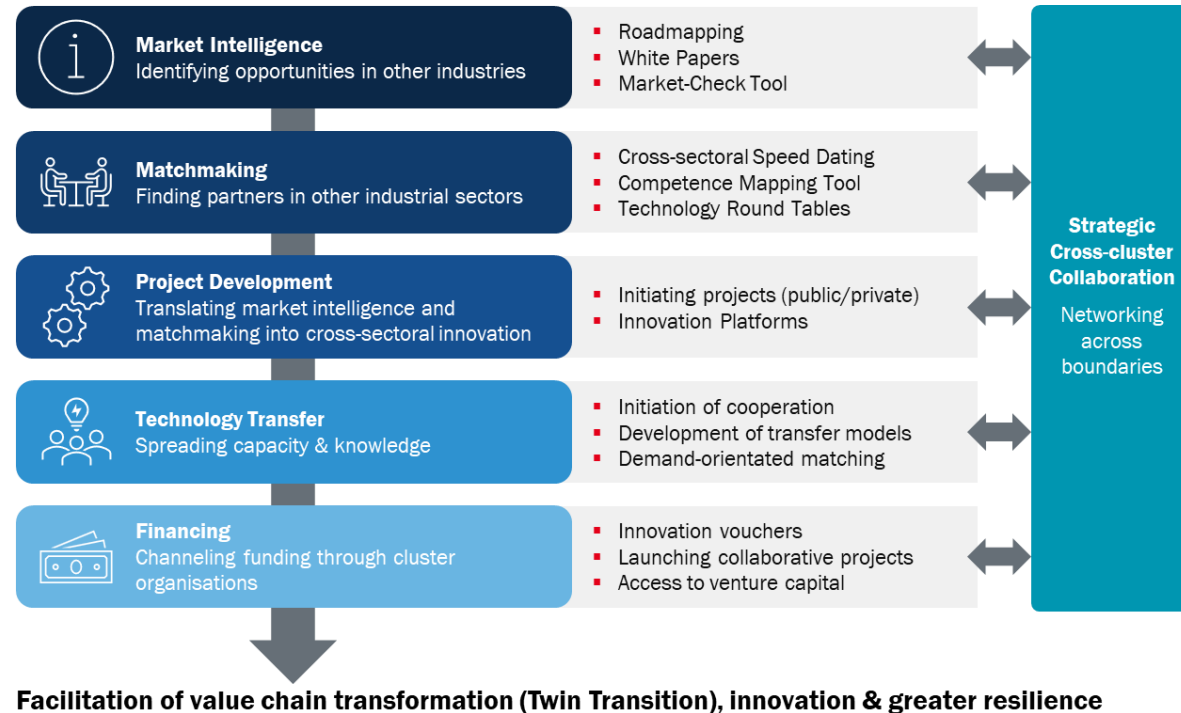 Market Intelligence
Identifying opportunities in other industries
▪ Roadmapping
▪ White Papers
▪ Market-Check Tool
Matchmaking
Finding partners in other industrial sectors
▪ Cross-sectoral Speed Dating
▪ Competence Mapping Tool
▪ Technology Round Tables
Project Development
Translating market intelligence and
matchmaking into cross-sectoral innovation
▪ Initiating projects (public/private)
▪ Innovation Platforms
Technology Transfer
Spreading capacity & knowledge
▪ Initiation of cooperation
▪ Development of transfer models
▪ Demand-orientated matching
Financing
Channeling funding through cluster
organisations
▪ Innovation vouchers
▪ Launching collaborative projects
▪ Access to venture capital
Strategic
Cross-cluster
Collaboration
Networking
across
boundaries
Facilitation of value chain transformation (Twin Transition), innovation & greater resilience